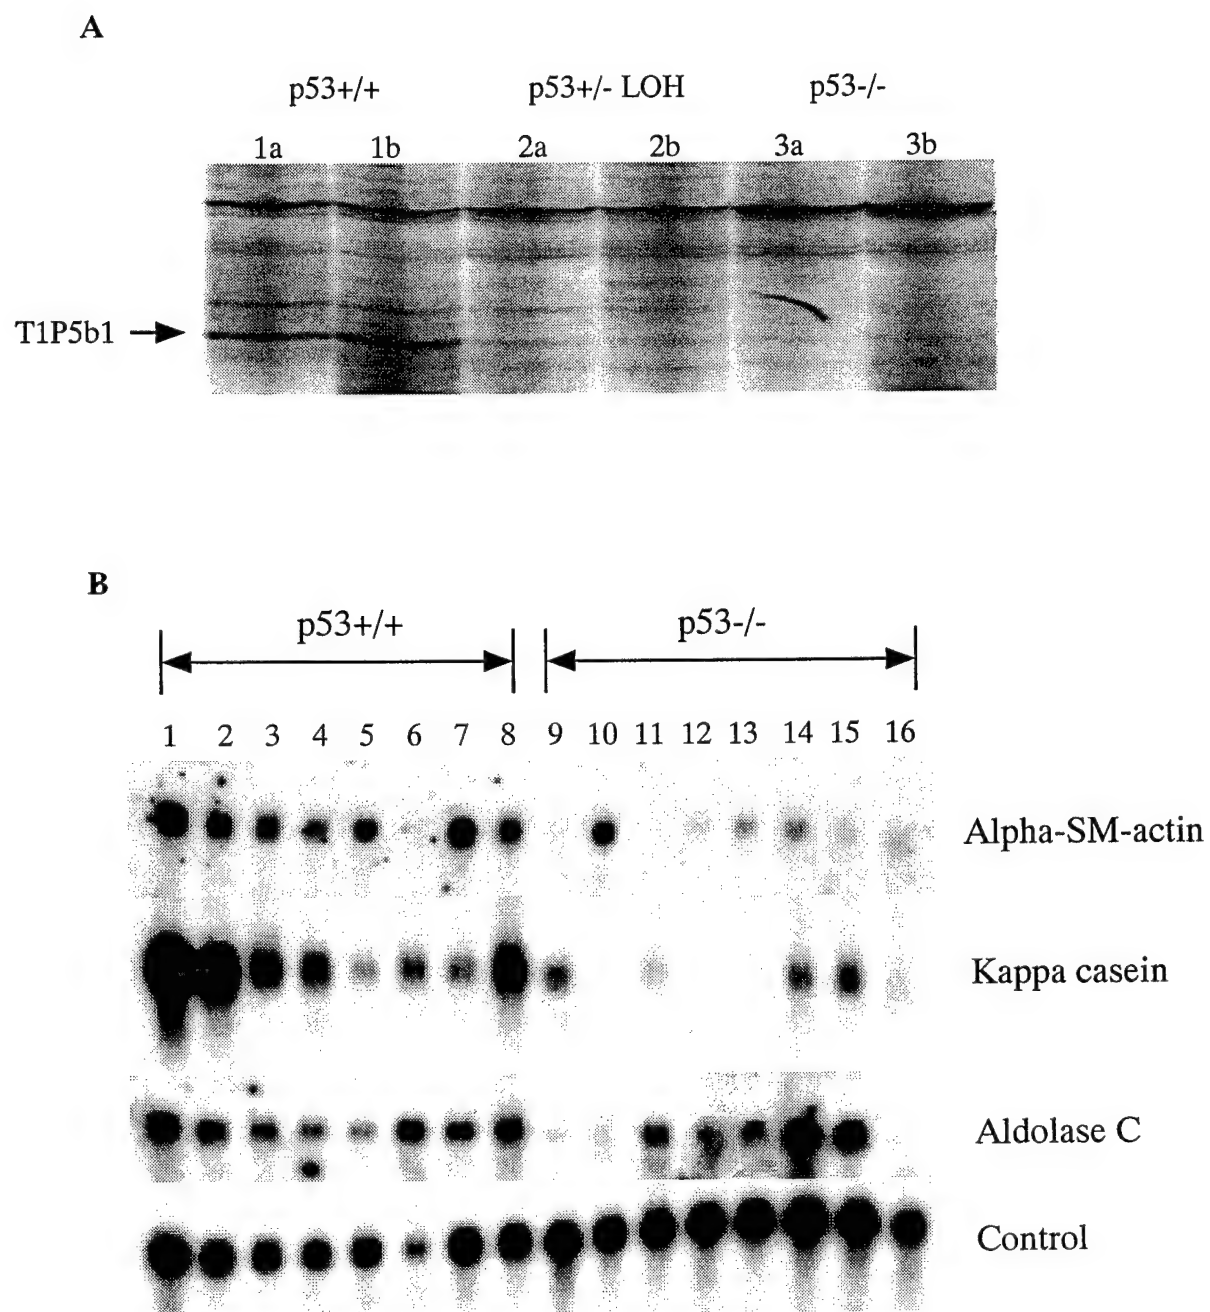 A
p53+/+ p53+/- LOH p53-/-
1a 1b 2a 2b 3a 3b
T1P5b1
B
p53+/+ p53-/-
1 2 3 4 5 6 7 8 9 10 11 12 13 14 15 16
Alpha-SM-actin
Kappa casein
Aldolase C
Control